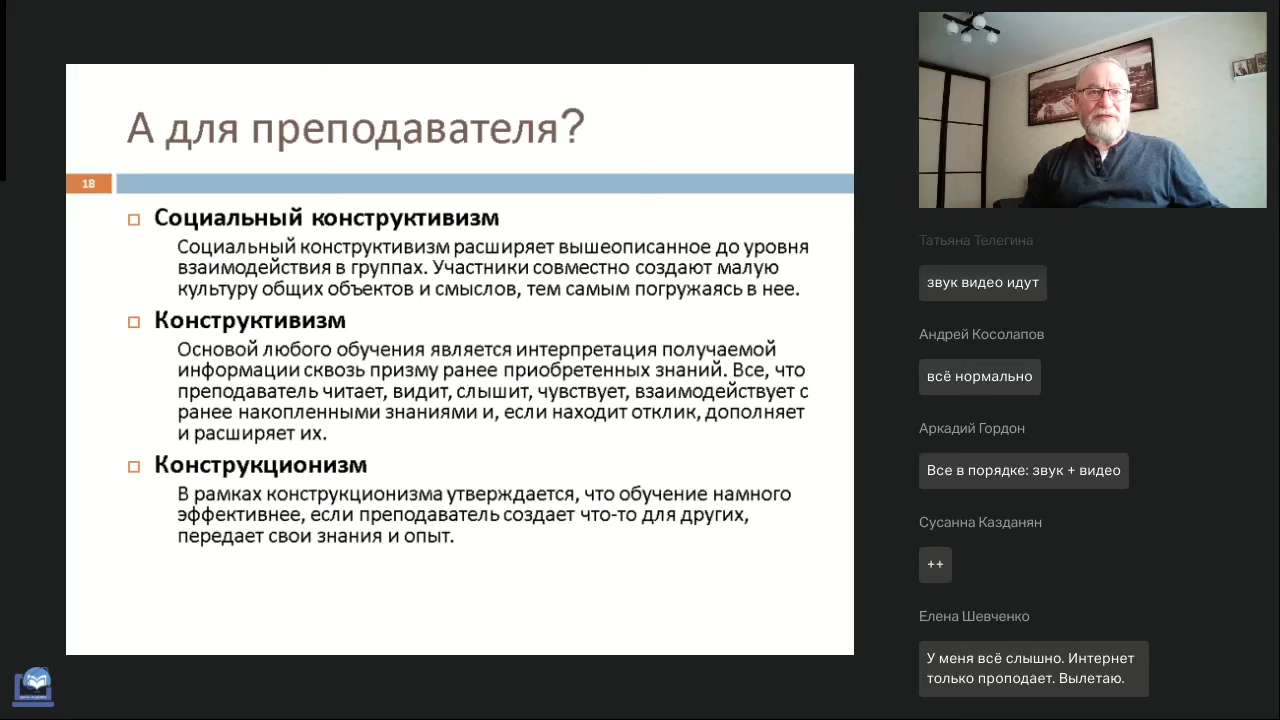 А для преподавателя?
18
Социальный конструктивизм
Социальный конструктивизм расширяет вышеописанное до уровня
взаимодействия в группах. Участники совместно создают малую
культуру общих объектов и смыслов, тем самым погружаясь в нее.
Конструктивизм
Основой любого обучения является интерпретация получаемой
информации сквозь призму ранее приобретенных знаний. Все, что
преподаватель читает, видит, слышит, чувствует, взаимодействует с
ранее накопленными знаниями и, если находит отклик, дополняет
и расширяет их.
Конструкционизм
В рамках конструкционизма утверждается, что обучение намного
эффективнее, если преподаватель создает что-то для других,
передает свои знания и опыт.
Татьяна Телегина
звук видео идут
Андрей Косолапов
всё нормально
Аркадий Гордон
Все в порядке: звук + видео
Сусанна Казданян
++
Елена Шевченко
У меня всё слышно. Интернет
только проподает. Вылетаю.